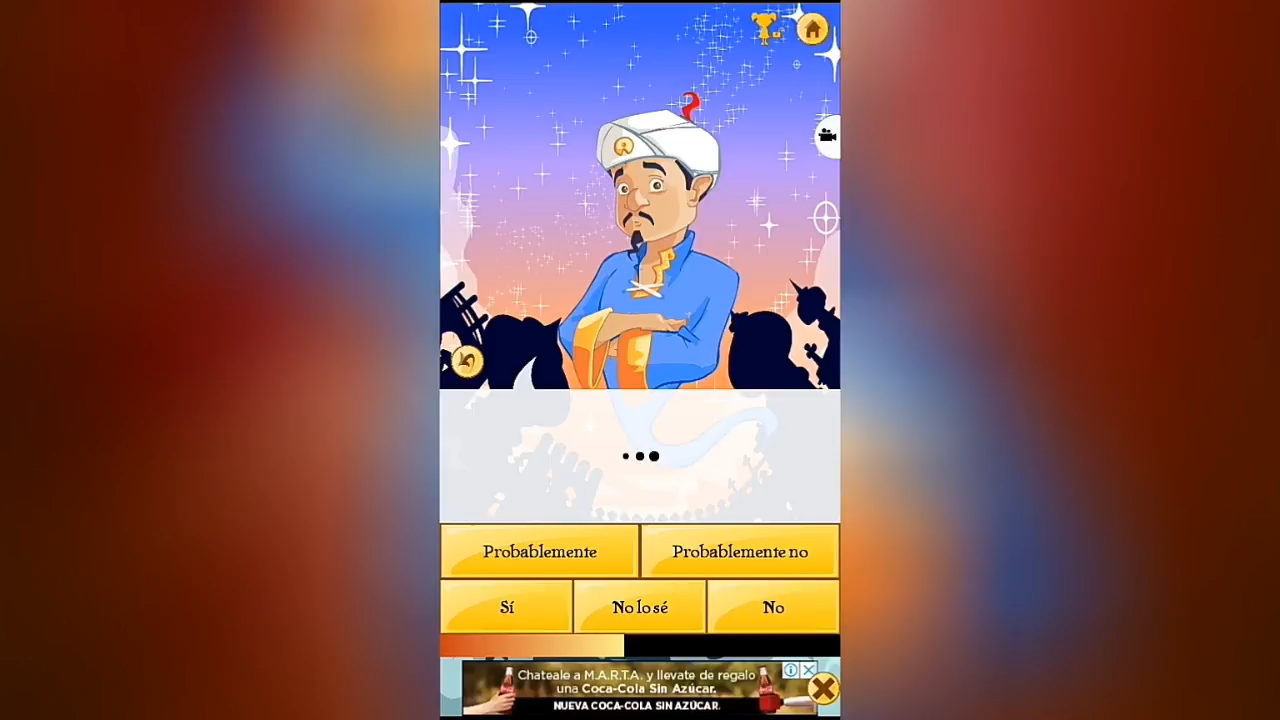 Probablemente
Probablemente no
Sí
No lo sé
No
Chateale a M.A.R.T.A. y llevate de regalo
una Coca-Cola Sin Azúcar.
NUEVA COCA-COLA SIN AZÚCAR.